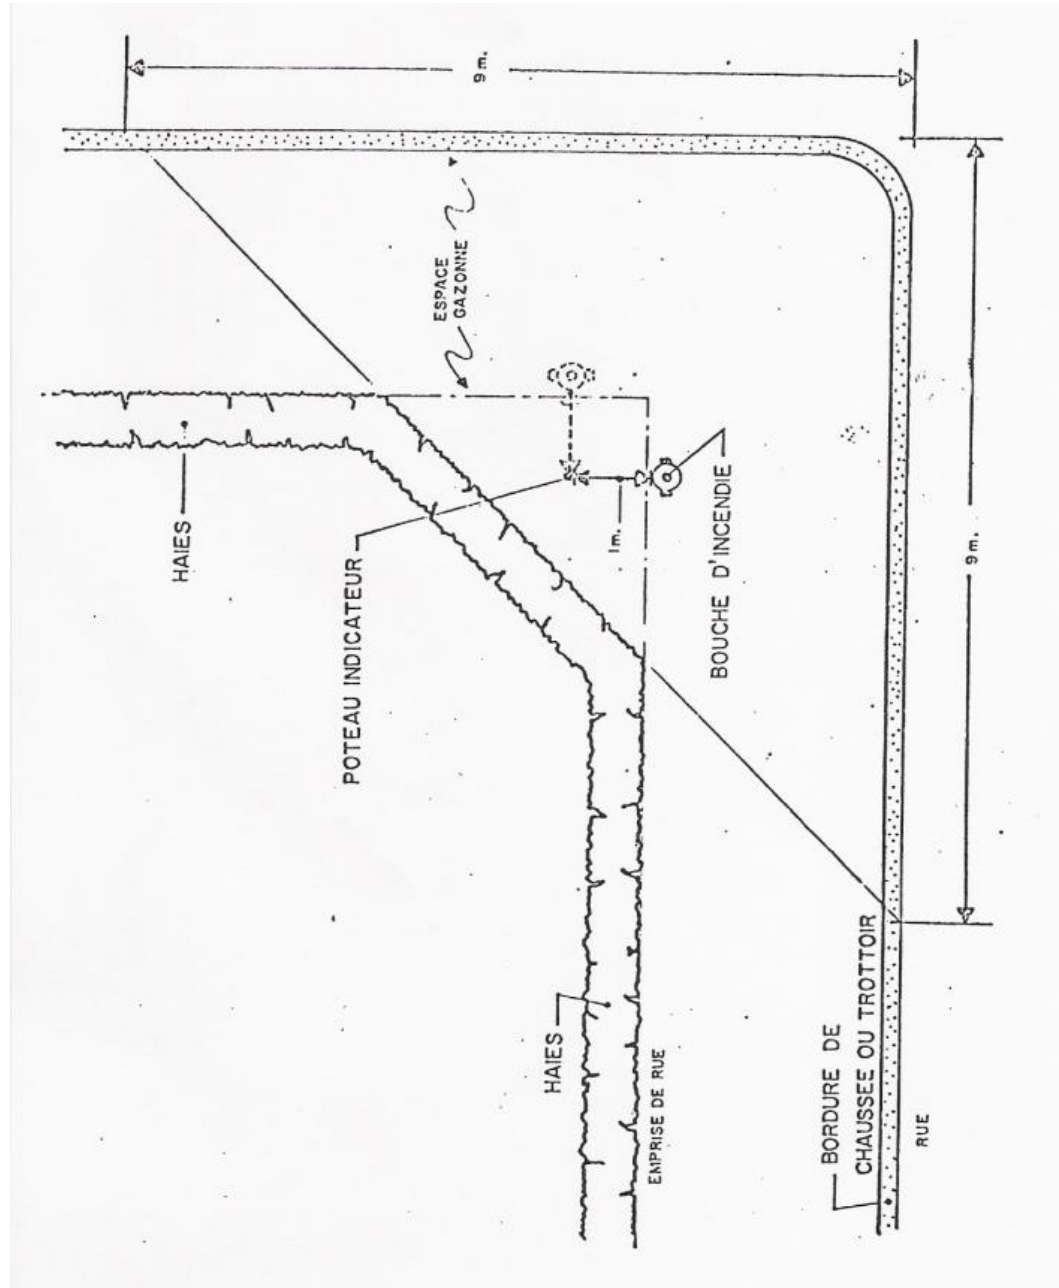 9 m.
ESPACE
GAZONNE
HAIES
POTEAU INDICATEUR
1m.
BOUCHE D'INCENDIE
9 m.
HAIES
EMPRISE DE RUE
BORDURE DE
CHAUSSEE OU TROTTOIR
RUE